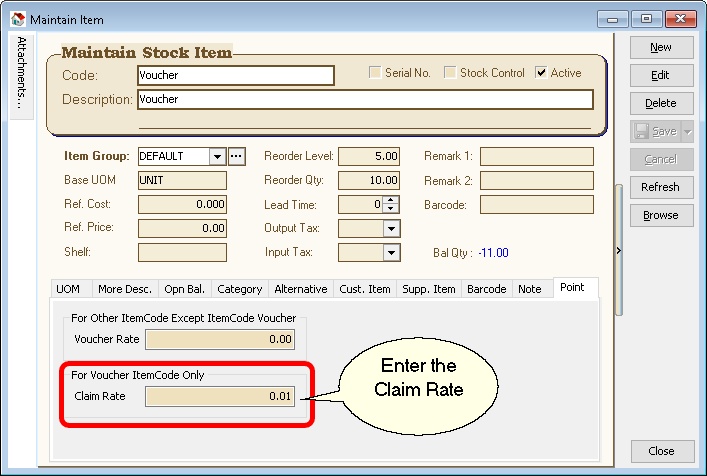 Maintain Item
Attachments...
Maintain Stock Item
Code: Voucher Serial No. Stock Control Active
Description: Voucher
Item Group: DEFAULT ... Reorder Level: 5.00 Remark 1:
Base UOM UNIT Reorder Qty: 10.00 Remark 2:
Ref. Cost: 0.000 Lead Time: 0 Barcode:
Ref. Price: 0.00 Output Tax:
Shelf: Input Tax: Bal Qty : -11.00
UOM More Desc. Opn Bal. Category Alternative Cust. Item Supp. Item Barcode Note Point
For Other ItemCode Except ItemCode Voucher
Voucher Rate 0.00
For Voucher ItemCode Only
Claim Rate 0.01
Enter the
Claim Rate
New
Edit
Delete
Save
Cancel
Refresh
Browse
Close